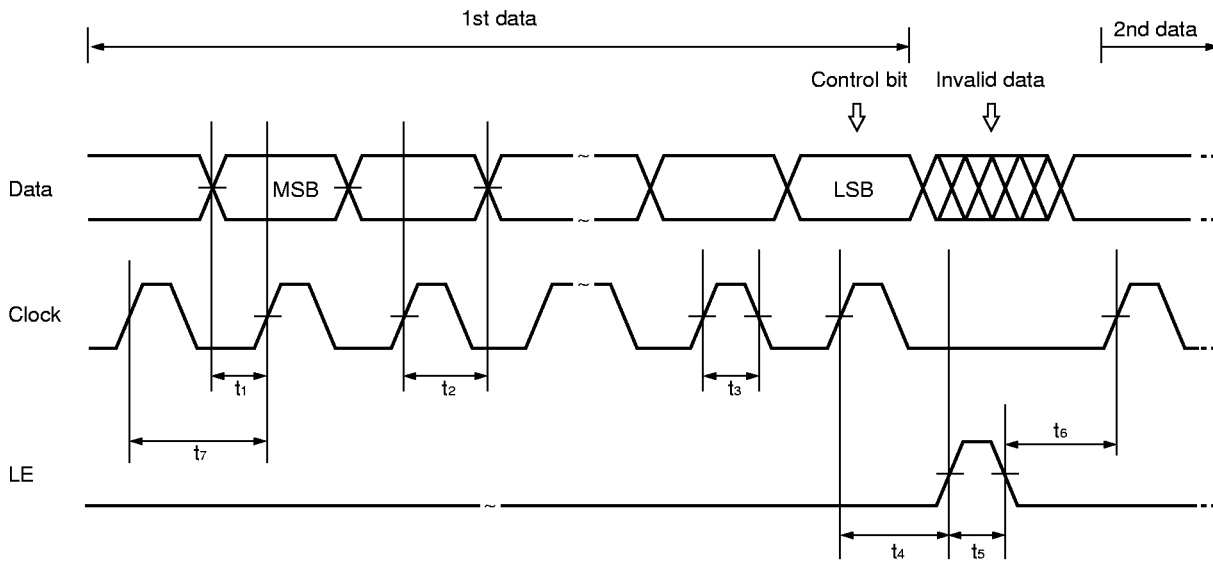 1st data
2nd data
Control bit
Invalid data
Data
MSB
~
LSB
~
Clock
~
t1
t2
t3
t7
t6
LE
~
t4
t5